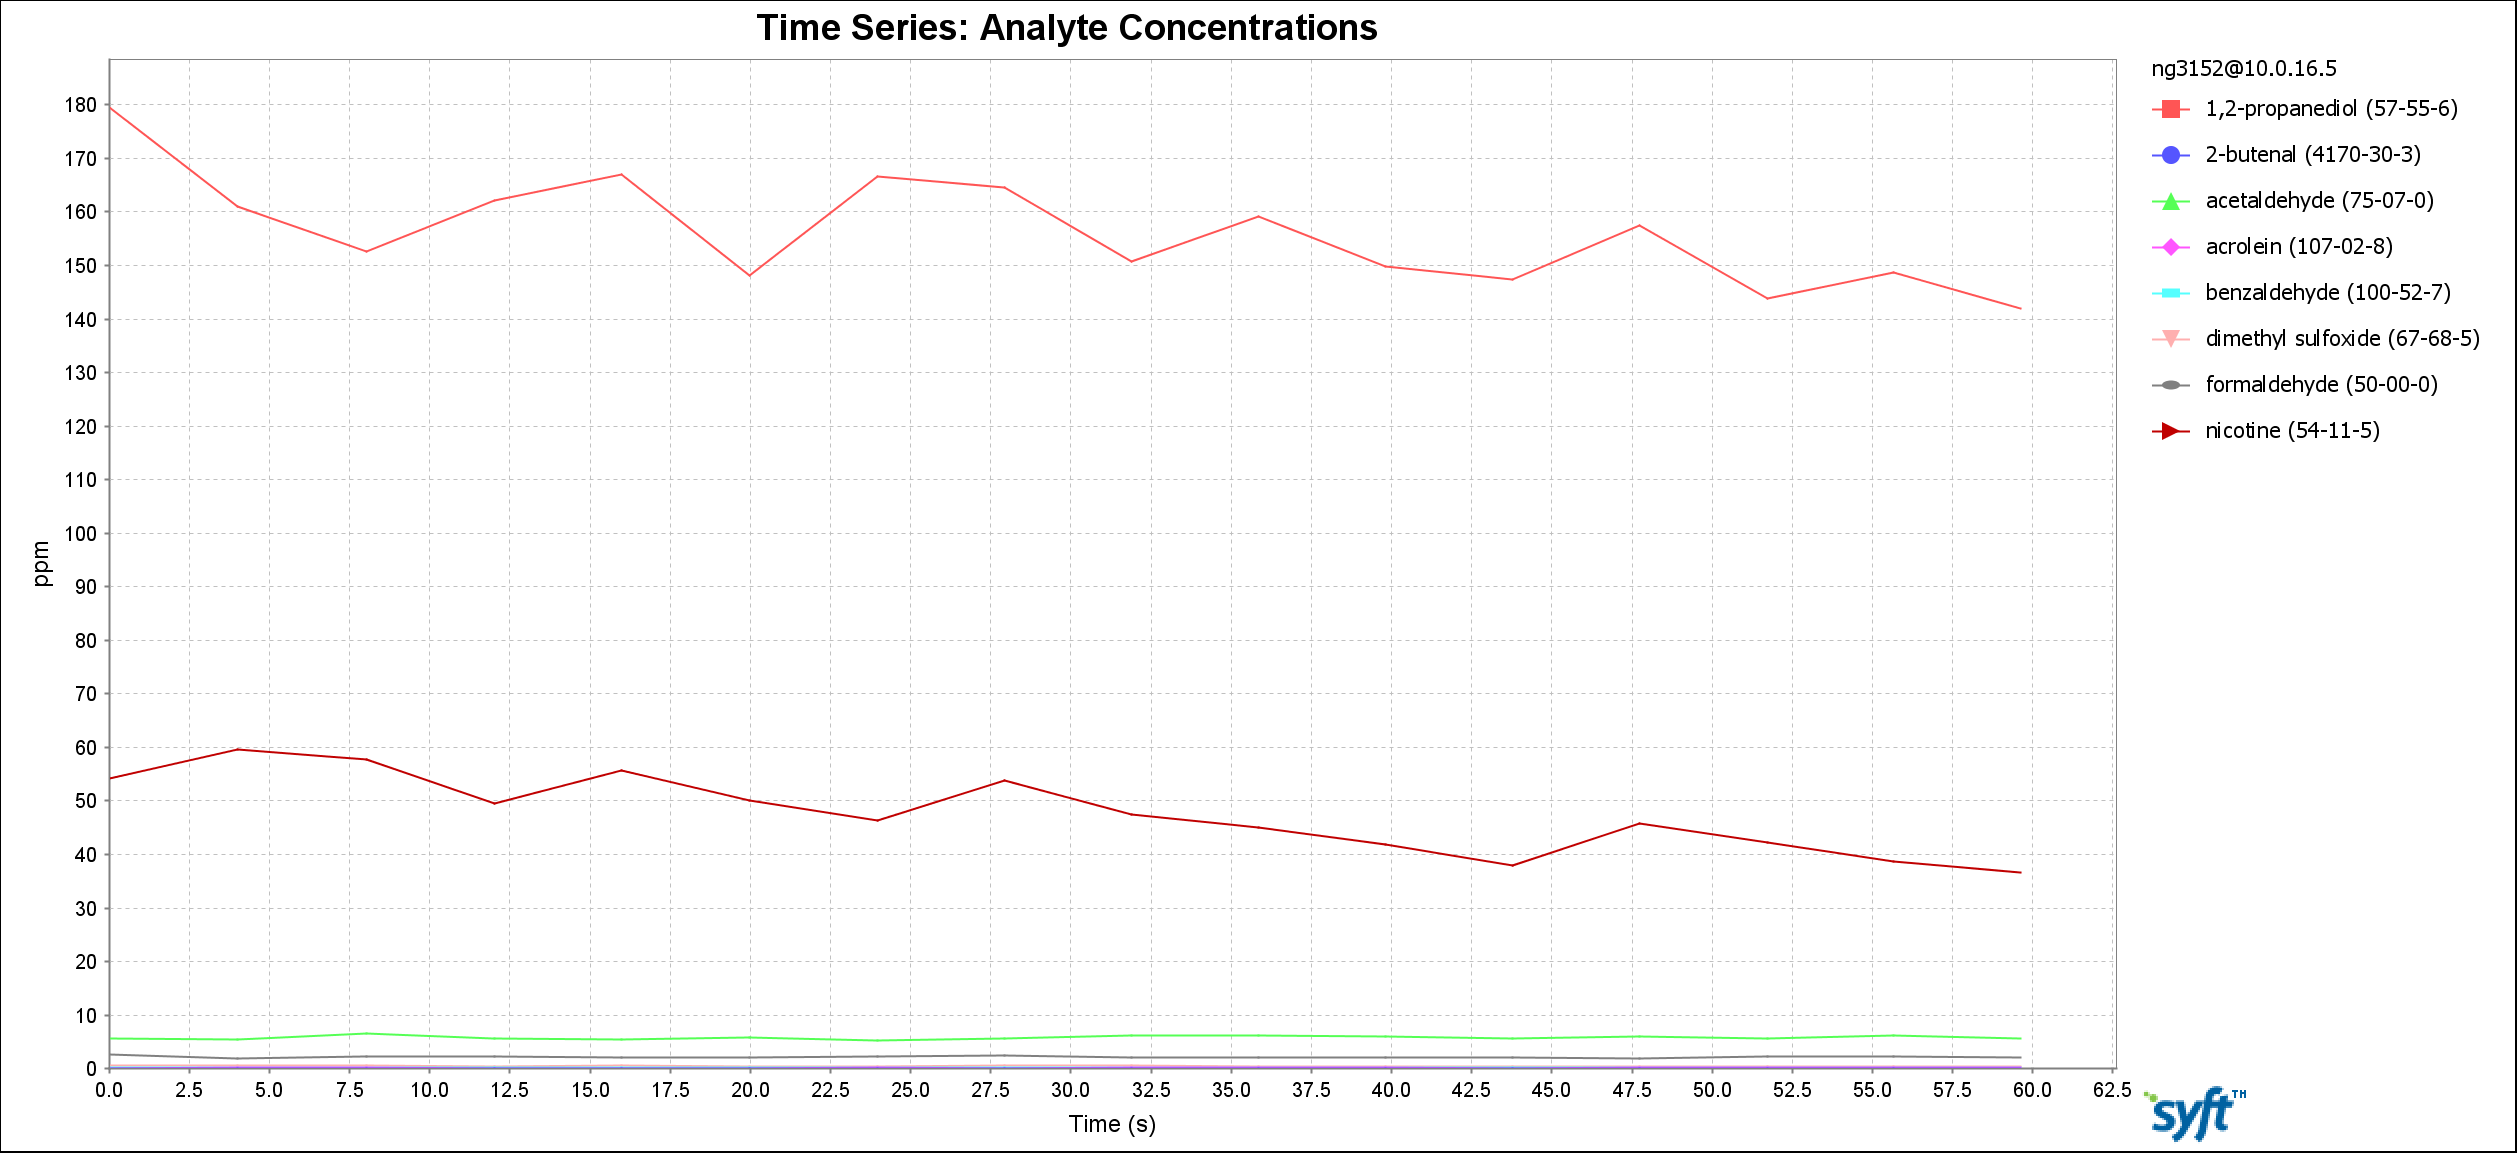 Time Series: Analyte Concentrations
ng3152@10.0.16.5
1,2-propanediol (57-55-6)
2-butenal (4170-30-3)
acetaldehyde (75-07-0)
acrolein (107-02-8)
benzaldehyde (100-52-7)
dimethyl sulfoxide (67-68-5)
formaldehyde (50-00-0)
nicotine (54-11-5)
180
170
160
150
140
130
120
110
100
90
80
70
60
50
40
30
20
10
0
ppm
0.0 2.5 5.0 7.5 10.0 12.5 15.0 17.5 20.0 22.5 25.0 27.5 30.0 32.5 35.0 37.5 40.0 42.5 45.0 47.5 50.0 52.5 55.0 57.5 60.0 62.5
Time (s)
syft™